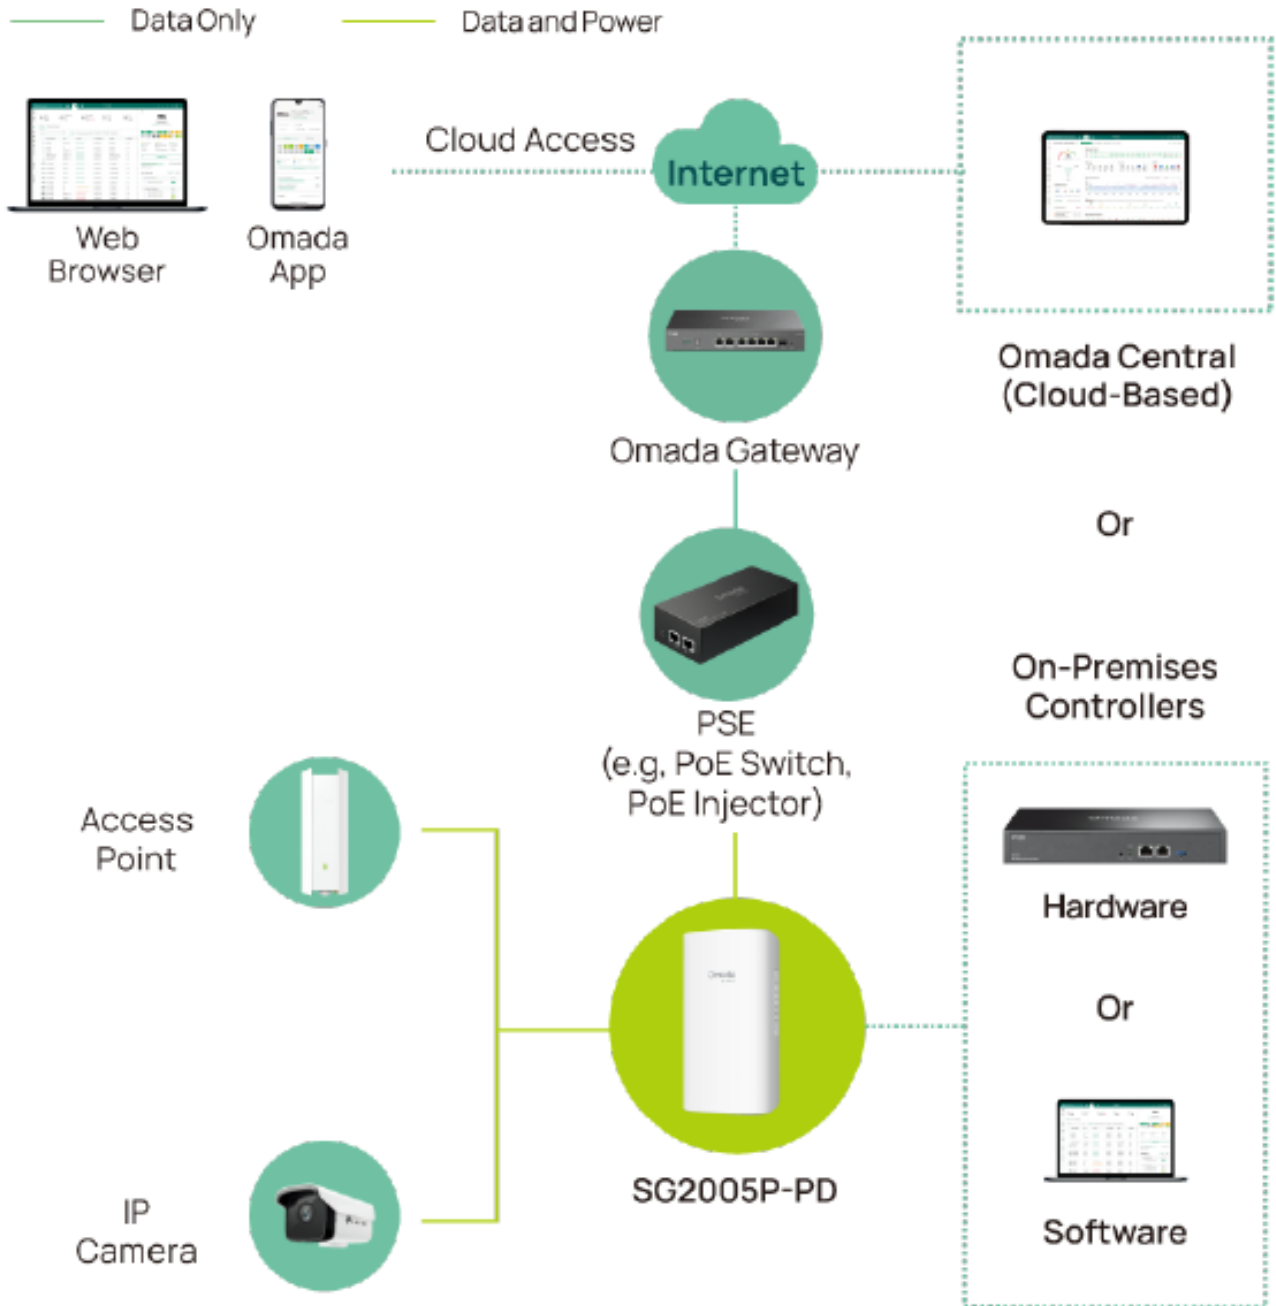 Data Only
Data and Power
Cloud Access
Internet
Web
Browser
Omada
App
Omada Central
(Cloud-Based)
Omada Gateway
Or
PSE
(e.g, PoE Switch,
PoE Injector)
On-Premises
Controllers
Access
Point
Hardware
Omada
Or
SG2005P-PD
IP
Camera
Software